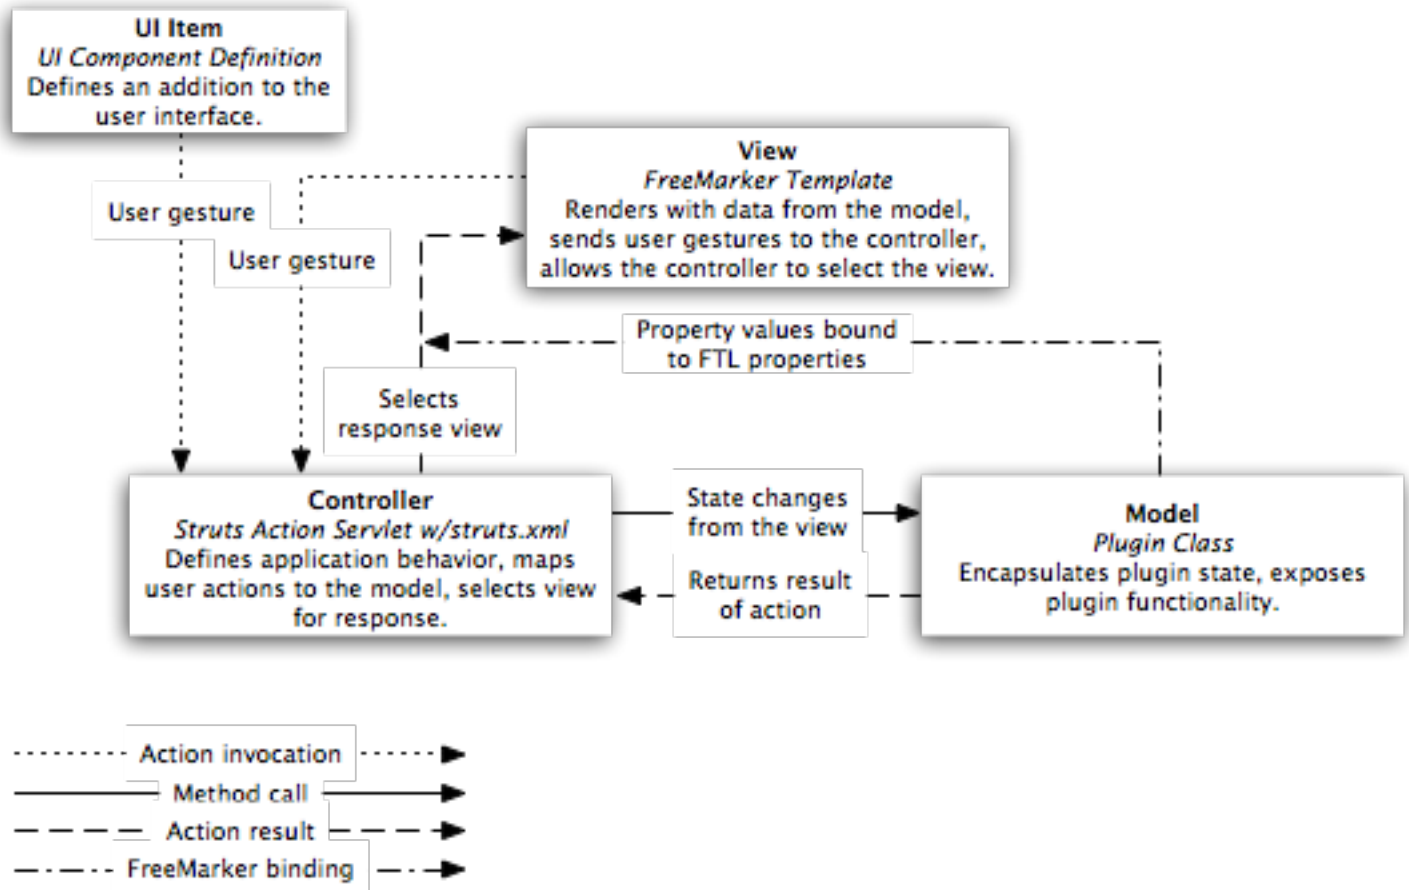 UI Item
UI Component Definition
Defines an addition to the
user interface.
View
FreeMarker Template
Renders with data from the model,
sends user gestures to the controller,
allows the controller to select the view.
User gesture
User gesture
Property values bound
to FTL properties
Selects
response view
Controller
Struts Action Servlet w/struts.xml
Defines application behavior, maps
user actions to the model, selects view
for response.
State changes
from the view
Returns result
of action
Model
Plugin Class
Encapsulates plugin state, exposes
plugin functionality.
Action invocation
Method call
Action result
FreeMarker binding